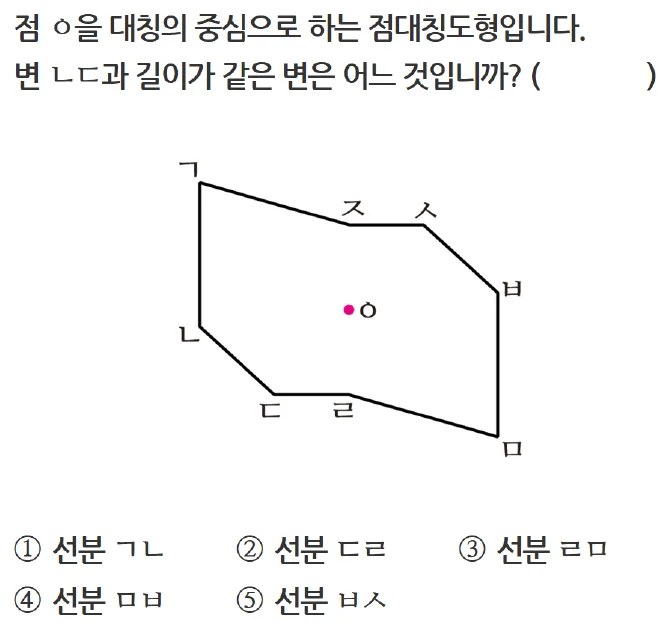 점 ㅇ을 대칭의 중심으로 하는 점대칭도형입니다.
변 ㄴㄷ과 길이가 같은 변은 어느 것입니까? ( )
ㄱ
ㅈ ㅅ
ㅂ
ㅇ
ㄴ
ㄷ ㄹ
ㅁ
① 선분 ㄱㄴ ② 선분 ㄷㄹ ③ 선분 ㄹㅁ
④ 선분 ㅁㅂ ⑤ 선분 ㅂㅅ